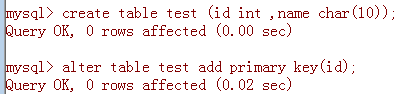 mysql> create table test (id int ,name char(10));
Query OK, 0 rows affected (0.00 sec)
mysql> alter table test add primary key(id);
Query OK, 0 rows affected (0.02 sec)